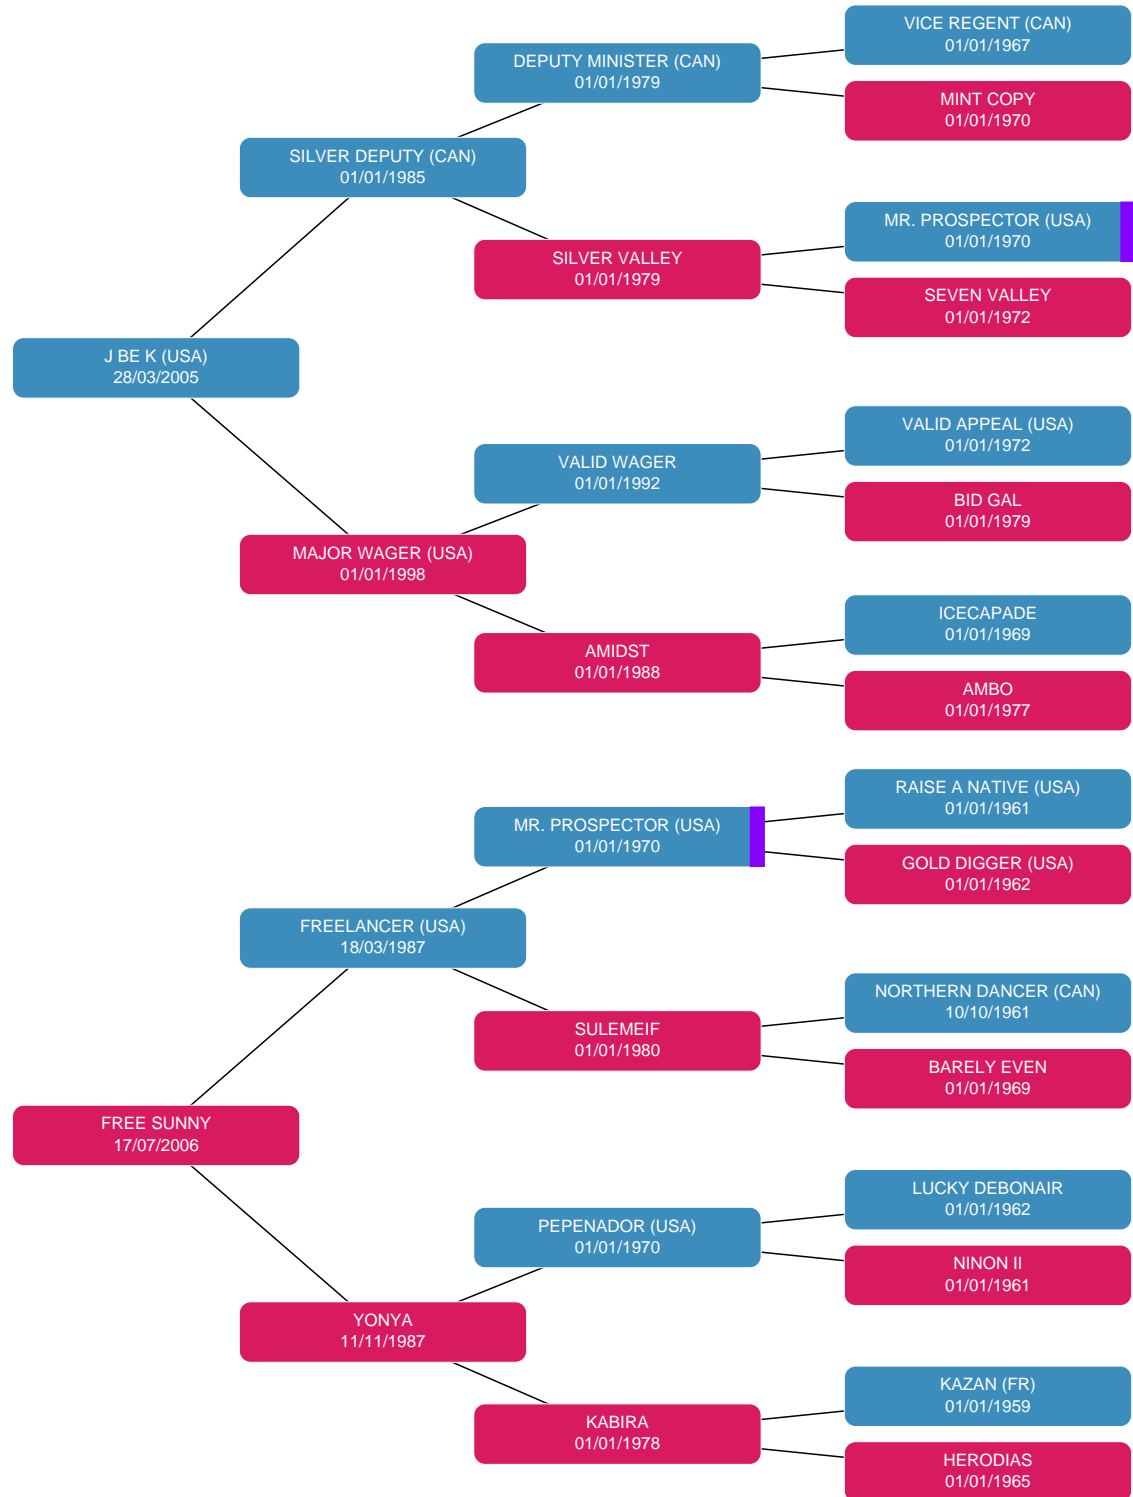 VICE REGENT (CAN)
01/01/1967
DEPUTY MINISTER (CAN)
01/01/1979
MINT COPY
01/01/1970
SILVER DEPUTY (CAN)
01/01/1985
MR. PROSPECTOR (USA)
01/01/1970
SILVER VALLEY
01/01/1979
SEVEN VALLEY
01/01/1972
J BE K (USA)
28/03/2005
VALID APPEAL (USA)
01/01/1972
VALID WAGER
01/01/1992
BID GAL
01/01/1979
MAJOR WAGER (USA)
01/01/1998
ICECAPADE
01/01/1969
AMIDST
01/01/1988
AMBO
01/01/1977
RAISE A NATIVE (USA)
01/01/1961
MR. PROSPECTOR (USA)
01/01/1970
GOLD DIGGER (USA)
01/01/1962
FREELANCER (USA)
18/03/1987
NORTHERN DANCER (CAN)
10/10/1961
SULEMEIF
01/01/1980
BARELY EVEN
01/01/1969
FREE SUNNY
17/07/2006
LUCKY DEBONAIR
01/01/1962
PEPENADOR (USA)
01/01/1970
NINON II
01/01/1961
YONYA
11/11/1987
KAZAN (FR)
01/01/1959
KABIRA
01/01/1978
HERODIAS
01/01/1965